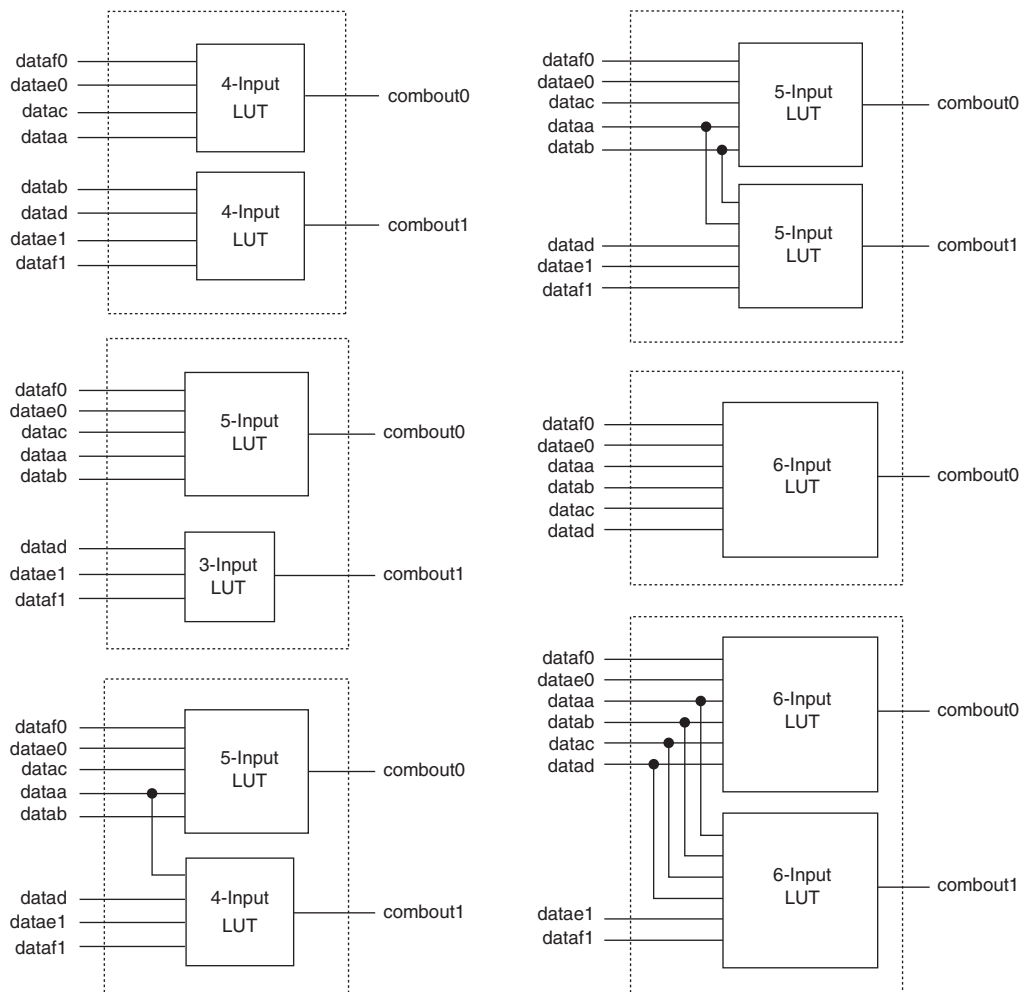 dataf0
datae0
datac
dataa
4-Input
LUT
combout0
datab
datad
datae1
dataf1
4-Input
LUT
combout1
dataf0
datae0
datac
dataa
datab
5-Input
LUT
combout0
datad
datae1
dataf1
3-Input
LUT
combout1
dataf0
datae0
datac
dataa
datab
5-Input
LUT
combout0
datad
datae1
dataf1
4-Input
LUT
combout1
dataf0
datae0
datac
dataa
datab
5-Input
LUT
combout0
datad
datae1
dataf1
5-Input
LUT
combout1
dataf0
datae0
dataa
datab
datac
datad
6-Input
LUT
combout0
dataf0
datae0
dataa
datab
datac
datad
6-Input
LUT
combout0
datae1
dataf1
6-Input
LUT
combout1